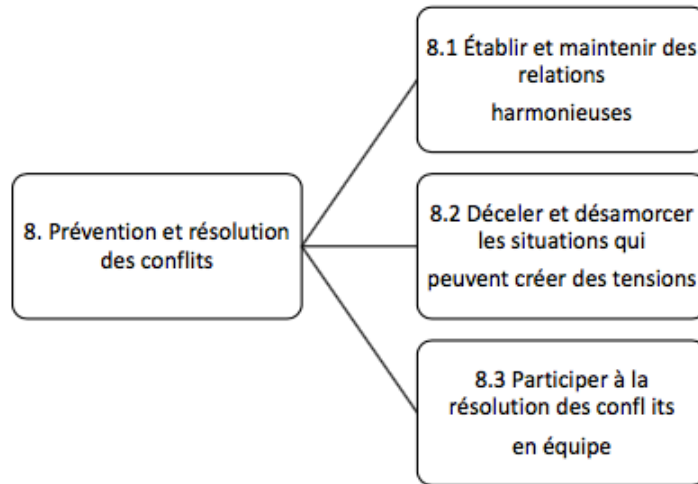 8. Prévention et résolution
des conflits
8.1 Établir et maintenir des
relations
harmonieuses
8.2 Déceler et désamorcer
les situations qui
peuvent créer des tensions
8.3 Participer à la
résolution des confl its
en équipe